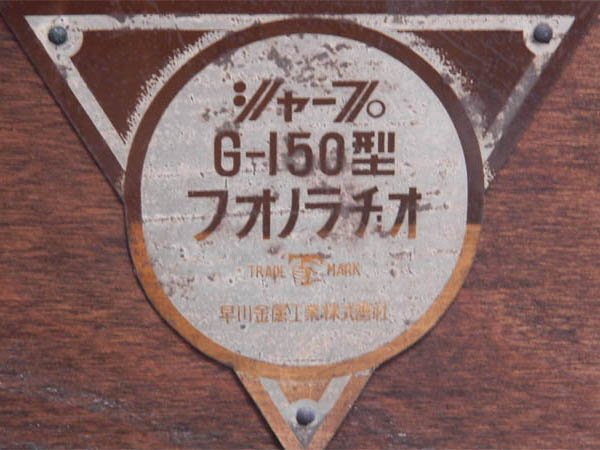 シャープ
G-150型
フオノラヂオ
TRADE MARK
早川金属工業株式会社